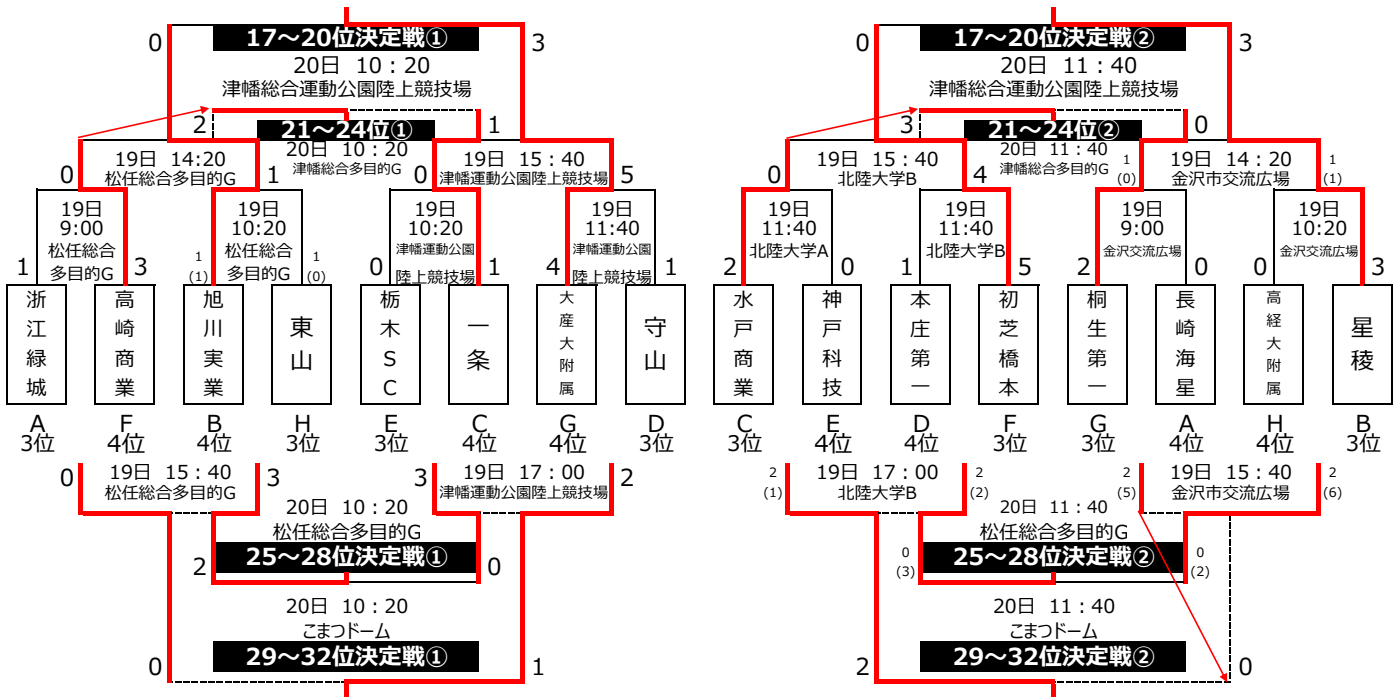 0
17～20位決定戦①
3
20日 10：20
津幡総合運動公園陸上競技場
2
21～24位①
1
20日 10：20
津幡総合多目的G
0
19日 14:20
松任総合多目的G
1
0
19日 15：40
津幡運動公園陸上競技場
5
19日
9:00
松任総合
多目的G
19日
10:20
松任総合
多目的G
19日
10:20
津幡運動公園
陸上競技場
19日
11:40
津幡運動公園
陸上競技場
1
3
1
(1)
1
(0)
0
1
4
1
浙江緑城
高崎商業
旭川実業
東山
栃木SC
一条
大産大附属
守山
A
3位
F
4位
B
4位
H
3位
E
3位
C
4位
G
4位
D
3位
0
19日 15：40
松任総合多目的G
3
3
19日 17：00
津幡運動公園陸上競技場
2
20日 10：20
松任総合多目的G
2
25～28位決定戦①
0
20日 10：20
こまつドーム
0
29～32位決定戦①
1
0
17～20位決定戦②
3
20日 11：40
津幡総合運動公園陸上競技場
3
21～24位②
0
20日 11：40
津幡総合多目的G
0
19日 15：40
北陸大学B
4
1
(0)
19日 14：20
金沢市交流広場
1
(1)
19日
11:40
北陸大学A
19日
11:40
北陸大学B
19日
9:00
金沢交流広場
19日
10:20
金沢交流広場
2
0
1
5
2
0
0
3
水戸商業
神戸科技
本庄第一
初芝橋本
桐生第一
長崎海星
高経大附属
星稜
C
3位
E
4位
D
4位
F
3位
G
3位
A
4位
H
4位
B
3位
2
(1)
19日 17：00
北陸大学B
2
(2)
2
(5)
19日 15：40
金沢市交流広場
2
(6)
20日 11：40
松任総合多目的G
0
(3)
25～28位決定戦②
0
(2)
20日 11：40
こまつドーム
2
29～32位決定戦②
0